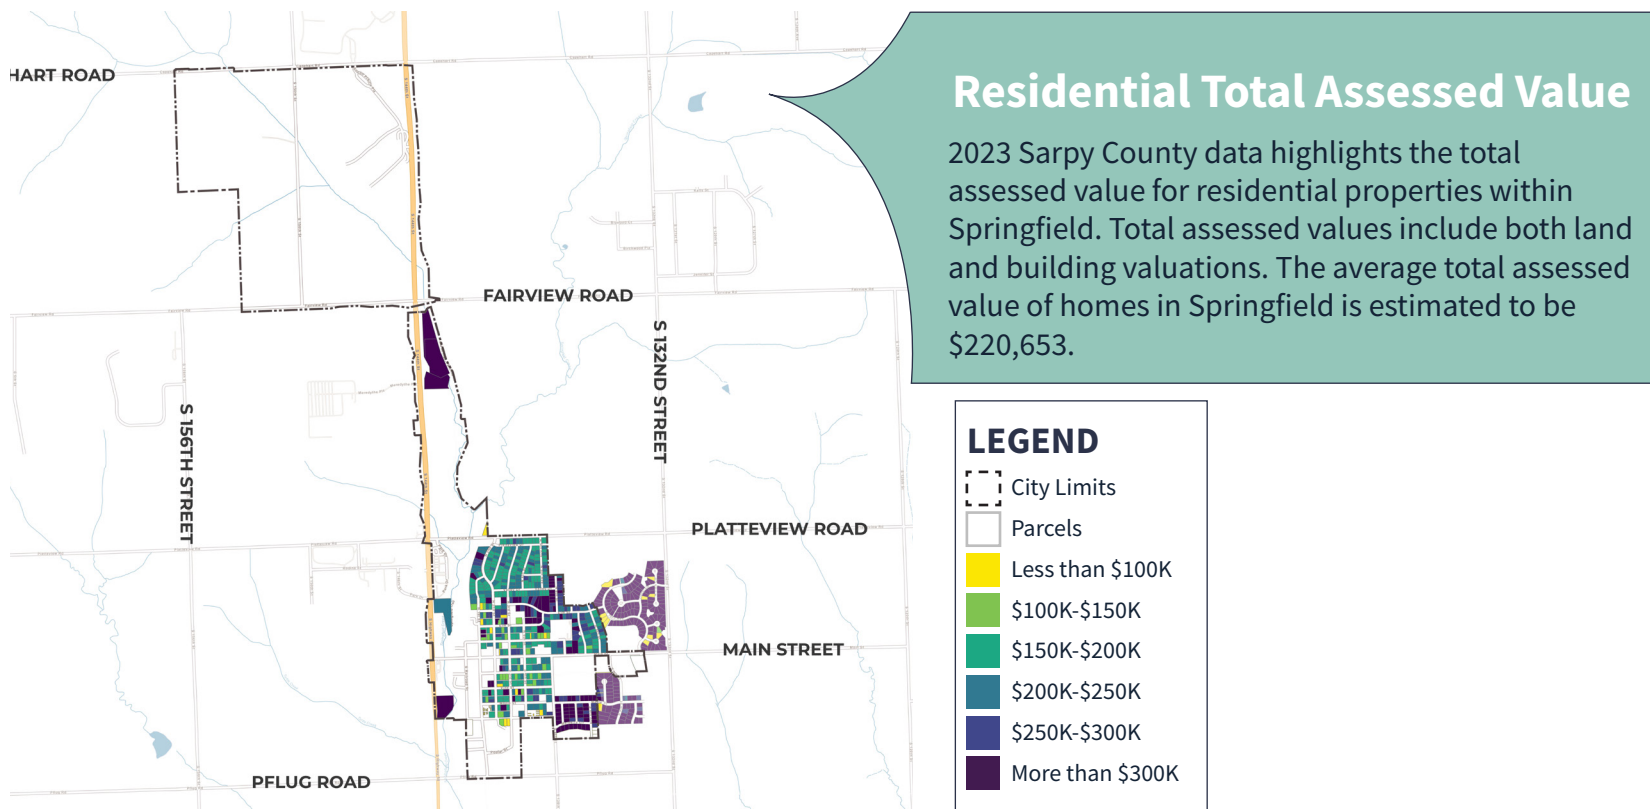 HART ROAD
Residential Total Assessed Value
2023 Sarpy County data highlights the total
assessed value for residential properties within
Springfield. Total assessed values include both land
and building valuations. The average total assessed
value of homes in Springfield is estimated to be
$220,653.
FAIRVIEW ROAD
S 132ND STREET
S 156TH STREET
PLATTEVIEW ROAD
MAIN STREET
PFLUG ROAD
LEGEND
City Limits
Parcels
Less than $100K
$100K-$150K
$150K-$200K
$200K-$250K
$250K-$300K
More than $300K